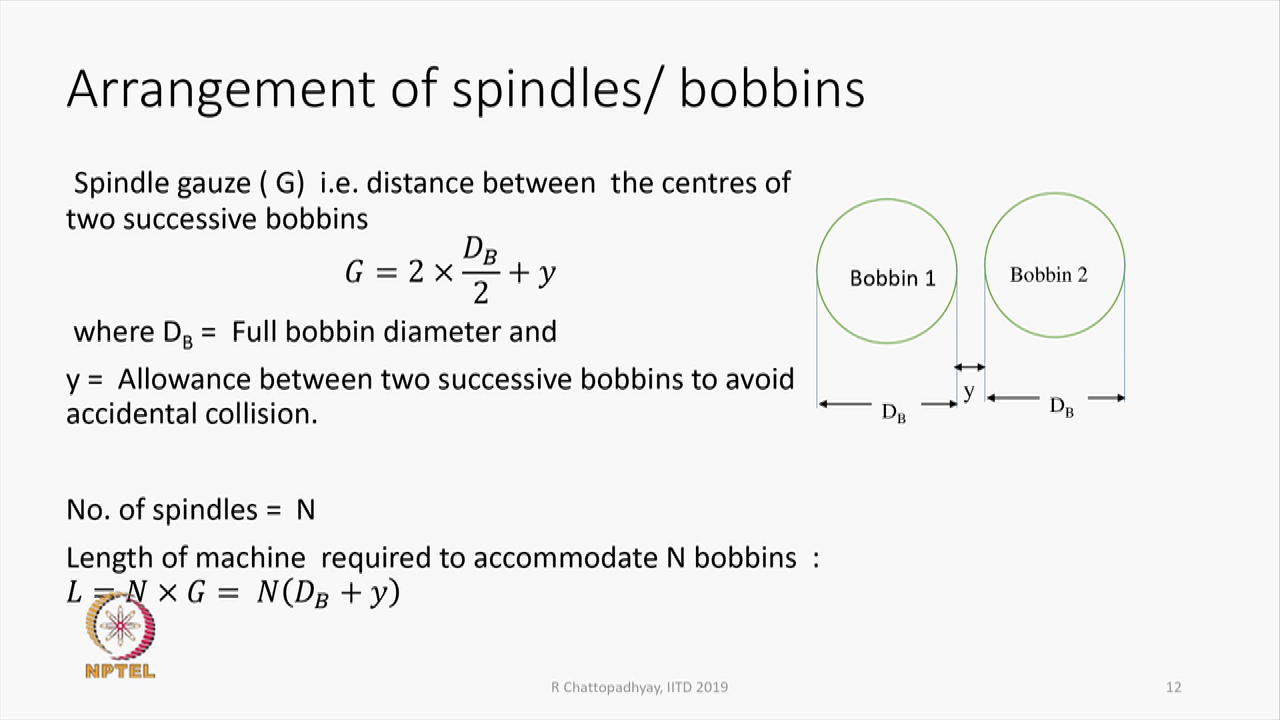 Arrangement of spindles/ bobbins
Spindle gauze ( G) i.e. distance between the centres of
two successive bobbins
G = 2 × D_B/2 + y
where D_B = Full bobbin diameter and
y = Allowance between two successive bobbins to avoid
accidental collision.
No. of spindles = N
Length of machine required to accommodate N bobbins :
L = N × G = N(D_B + y)
Bobbin 1
Bobbin 2
y
D_B
D_B
NPTEL
R Chattopadhyay, IITD 2019
12